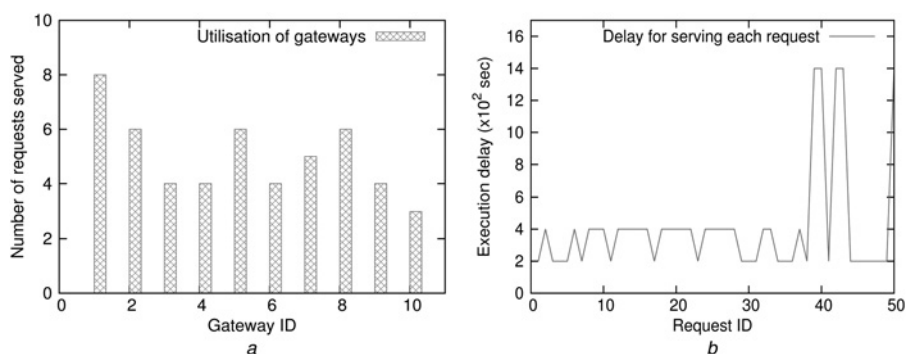 Utilisation of gateways
Number of requests served
10
8
6
4
2
0
0 2 4 6 8 10
Gateway ID
a
Delay for serving each request
Execution delay (x10² sec)
16
14
12
10
8
6
4
2
0
0 10 20 30 40 50
Request ID
b